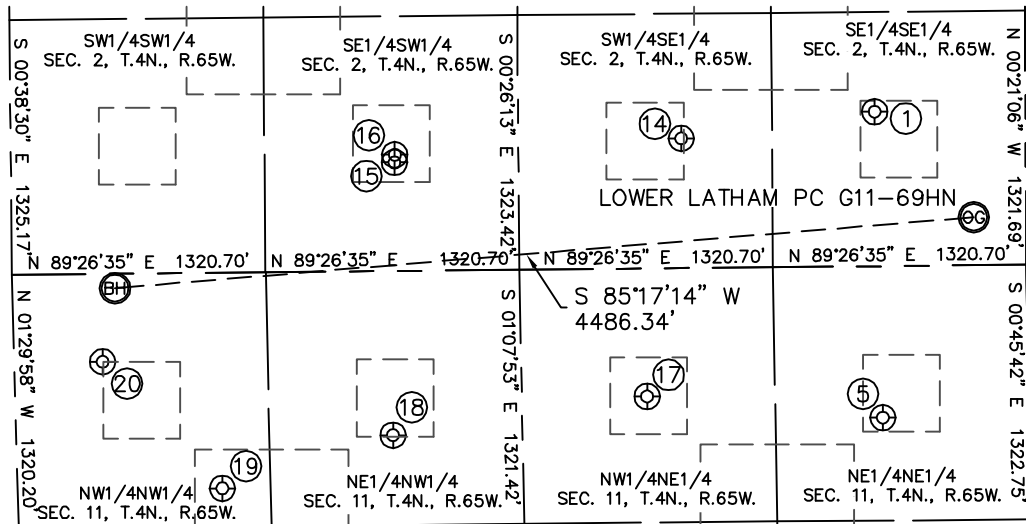 SW1/4SW1/4
SEC. 2, T.4N., R.65W.
SE1/4SW1/4
SEC. 2, T.4N., R.65W.
SW1/4SE1/4
SEC. 2, T.4N., R.65W.
SE1/4SE1/4
SEC. 2, T.4N., R.65W.
S 00°38'30" E 1325.17'
S 00°26'13" E 1323.42'
N 00°21'06" W 1321.69'
16
15
14
1
LOWER LATHAM PC G11-69HN
OG
N 89°26'35" E 1320.70'
N 89°26'35" E 1320.70'
N 89°26'35" E 1320.70'
N 89°26'35" E 1320.70'
BH
S 85°17'14" W
4486.34'
N 01°29'58" W 1320.20'
S 01°07'53" E 1321.42'
S 00°45'42" E 1322.75'
20
18
17
5
19
NW1/4NW1/4
SEC. 11, T.4N., R.65W.
NE1/4NW1/4
SEC. 11, T.4N., R.65W.
NW1/4NE1/4
SEC. 11, T.4N., R.65W.
NE1/4NE1/4
SEC. 11, T.4N., R.65W.